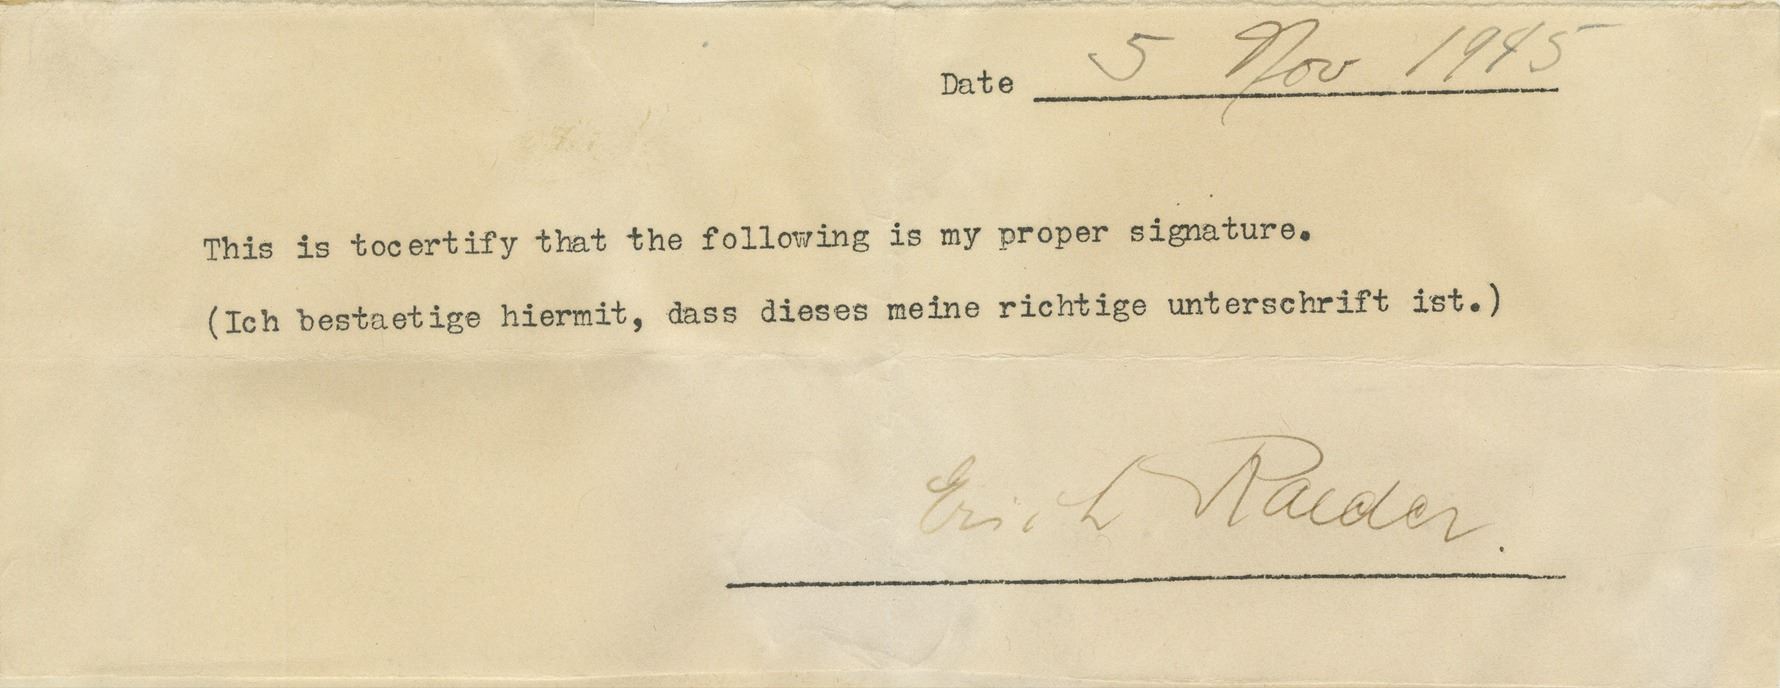 Date 5 Nov 1945
This is tocertify that the following is my proper signature.
(Ich bestaetige hiermit, dass dieses meine richtige unterschrift ist.)
Erich Raeder.